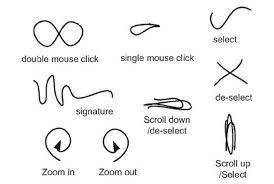 select
double mouse click
single mouse click
de-select
signature
Scroll down
/de-select
Scroll up
/Select
Zoom in
Zoom out